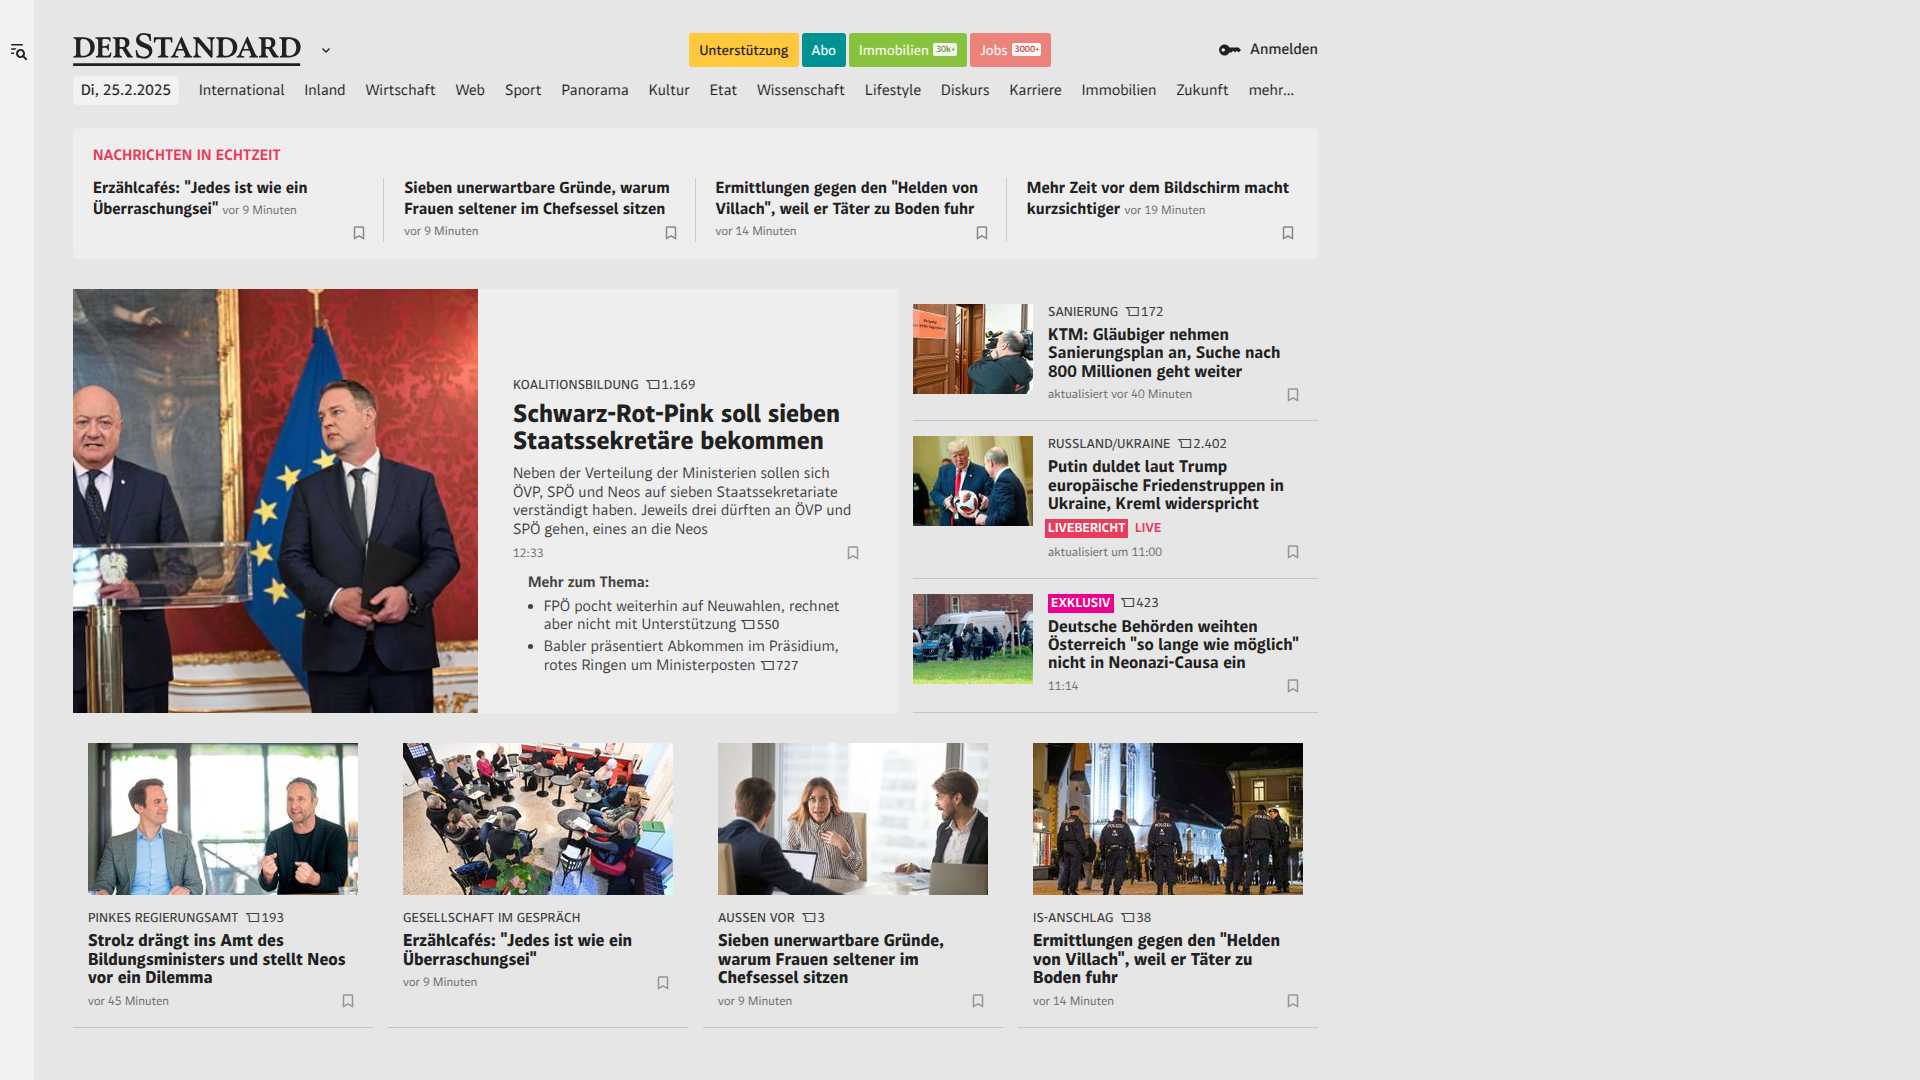 DERSTANDARD
Unterstützung
Abo
Immobilien 30k+
Jobs 3000+
Anmelden
Di, 25.2.2025
International
Inland
Wirtschaft
Web
Sport
Panorama
Kultur
Etat
Wissenschaft
Lifestyle
Diskurs
Karriere
Immobilien
Zukunft
mehr...
NACHRICHTEN IN ECHTZEIT
Erzählcafés: "Jedes ist wie ein
Überraschungsei" vor 9 Minuten
Sieben unerwartbare Gründe, warum
Frauen seltener im Chefsessel sitzen
vor 9 Minuten
Ermittlungen gegen den "Helden von
Villach", weil er Täter zu Boden fuhr
vor 14 Minuten
Mehr Zeit vor dem Bildschirm macht
kurzsichtiger vor 19 Minuten
KOALITIONSBILDUNG 1.169
Schwarz-Rot-Pink soll sieben
Staatssekretäre bekommen
Neben der Verteilung der Ministerien sollen sich
ÖVP, SPÖ und Neos auf sieben Staatssekretariate
verständigt haben. Jeweils drei dürften an ÖVP und
SPÖ gehen, eines an die Neos
12:33
Mehr zum Thema:
• FPÖ pocht weiterhin auf Neuwahlen, rechnet
aber nicht mit Unterstützung 550
• Babler präsentiert Abkommen im Präsidium,
rotes Ringen um Ministerposten 727
SANIERUNG 172
KTM: Gläubiger nehmen
Sanierungsplan an, Suche nach
800 Millionen geht weiter
aktualisiert vor 40 Minuten
RUSSLAND/UKRAINE 2.402
Putin duldet laut Trump
europäische Friedenstruppen in
Ukraine, Kreml widerspricht
LIVEBERICHT LIVE
aktualisiert um 11:00
EXKLUSIV 423
Deutsche Behörden weihten
Österreich "so lange wie möglich"
nicht in Neonazi-Causa ein
11:14
PINKES REGIERUNGSAMT 193
Strolz drängt ins Amt des
Bildungsministers und stellt Neos
vor ein Dilemma
vor 45 Minuten
GESELLSCHAFT IM GESPRÄCH
Erzählcafés: "Jedes ist wie ein
Überraschungsei"
vor 9 Minuten
AUSSEN VOR 3
Sieben unerwartbare Gründe,
warum Frauen seltener im
Chefsessel sitzen
vor 9 Minuten
POLIZEI
POLIZEI
POLIZEI
IS-ANSCHLAG 38
Ermittlungen gegen den "Helden
von Villach", weil er Täter zu
Boden fuhr
vor 14 Minuten